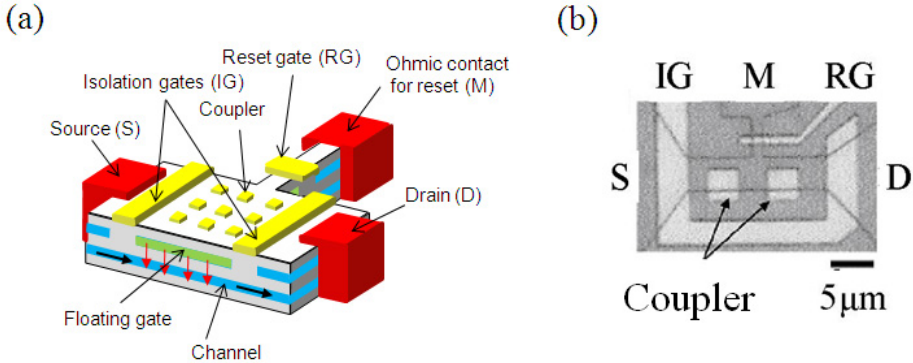 (a)
Reset gate (RG)
Ohmic contact
for reset (M)
Isolation gates (IG)
Coupler
Source (S)
Drain (D)
Floating gate
Channel
(b)
IG M RG
S
D
Coupler
5μm